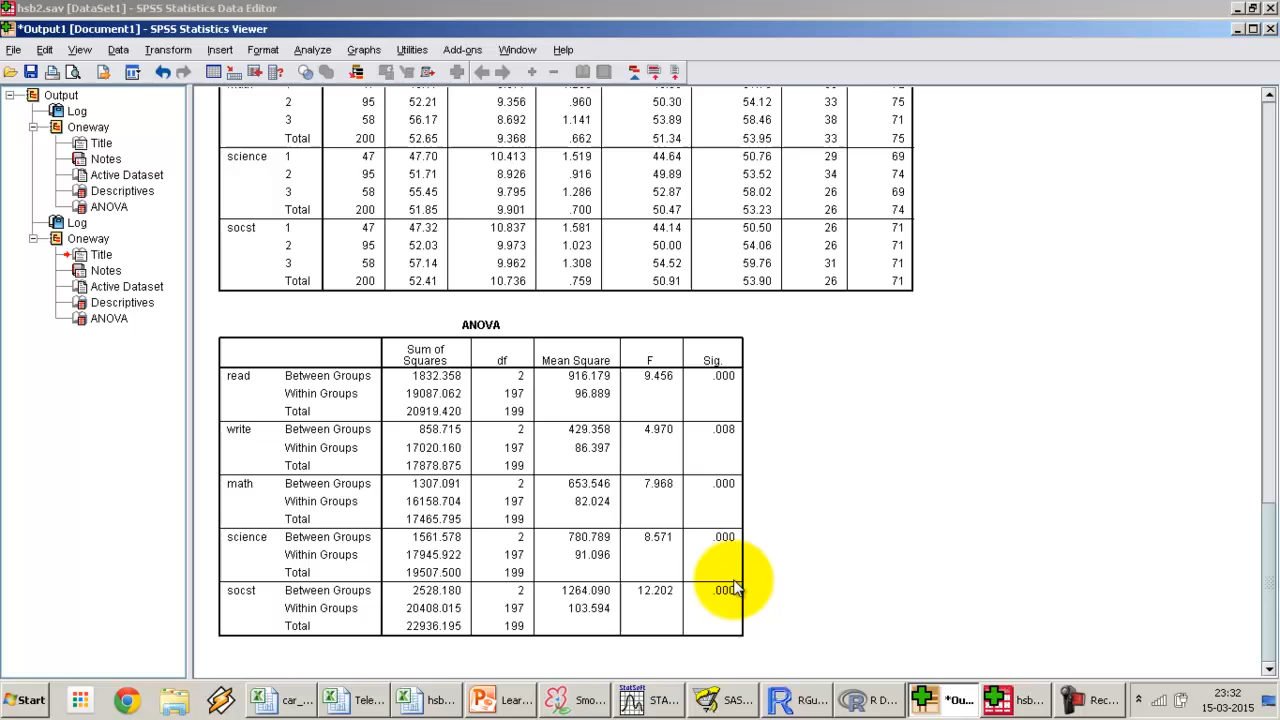 hsb2.sav [DataSet1] - SPSS Statistics Data Editor
*Output1 [Document1] - SPSS Statistics Viewer
File Edit View Data Transform Insert Format Analyze Graphs Utilities Add-ons Window Help
Output
Log
Oneway
Title
Notes
Active Dataset
Descriptives
ANOVA
Log
Oneway
Title
Notes
Active Dataset
Descriptives
ANOVA
2 95 52.21 9.356 .960 50.30 54.12 33 75
3 58 56.17 8.692 1.141 53.89 58.46 38 71
Total 200 52.65 9.368 .662 51.34 53.95 33 75
science 1 47 47.70 10.413 1.519 44.64 50.76 29 69
2 95 51.71 8.926 .916 49.89 53.52 34 74
3 58 55.45 9.795 1.286 52.87 58.02 26 69
Total 200 51.85 9.901 .700 50.47 53.23 26 74
socst 1 47 47.32 10.837 1.581 44.14 50.50 26 71
2 95 52.03 9.973 1.023 50.00 54.06 26 71
3 58 57.14 9.962 1.308 54.52 59.76 31 71
Total 200 52.41 10.736 .759 50.91 53.90 26 71
ANOVA
Sum of Squares df Mean Square F Sig.
read Between Groups 1832.358 2 916.179 9.456 .000
Within Groups 19087.062 197 96.889
Total 20919.420 199
write Between Groups 858.715 2 429.358 4.970 .008
Within Groups 17020.160 197 86.397
Total 17878.875 199
math Between Groups 1307.091 2 653.546 7.968 .000
Within Groups 16158.704 197 82.024
Total 17465.795 199
science Between Groups 1561.578 2 780.789 8.571 .000
Within Groups 17945.922 197 91.096
Total 19507.500 199
socst Between Groups 2528.180 2 1264.090 12.202 .000
Within Groups 20408.015 197 103.594
Total 22936.195 199
Start car_... Tele... hsb... Lear... Smo... STA... SAS... RGu... R D... *Ou... hsb... Rec... 23:32
15-03-2015